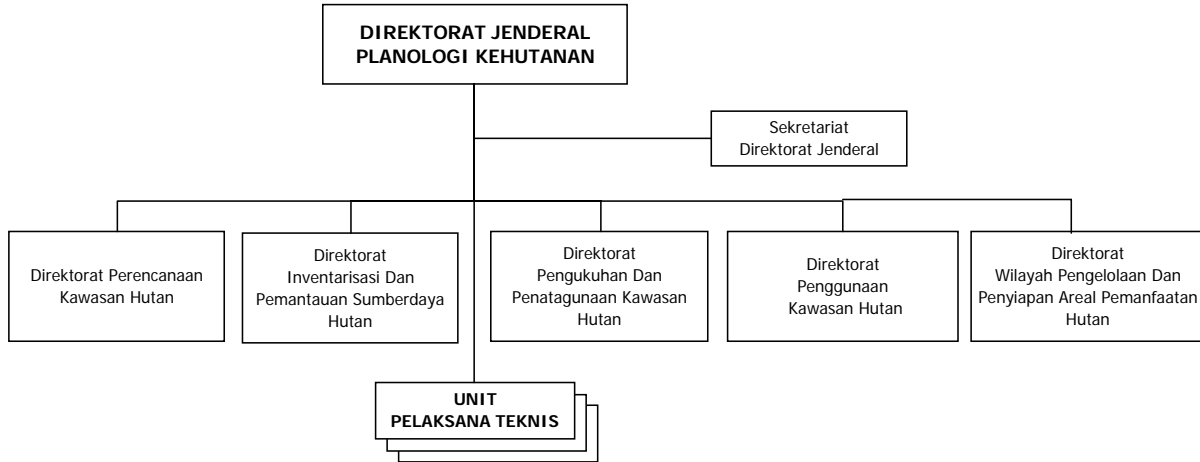 DIREKTORAT JENDERAL
PLANOLOGI KEHUTANAN
Sekretariat
Direktorat Jenderal
Direktorat Perencanaan
Kawasan Hutan
Direktorat
Inventarisasi Dan
Pemantauan Sumberdaya
Hutan
Direktorat
Pengukuhan Dan
Penatagunaan Kawasan
Hutan
Direktorat
Penggunaan
Kawasan Hutan
Direktorat
Wilayah Pengelolaan Dan
Penyiapan Areal Pemanfaatan
Hutan
UNIT
PELAKSANA TEKNIS